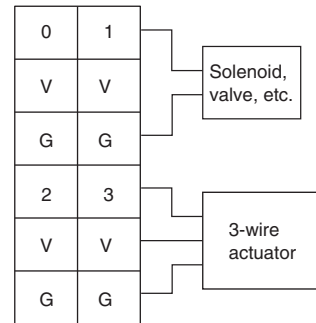 0 1
V V
G G
2 3
V V
G G
Solenoid,
valve, etc.
3-wire
actuator